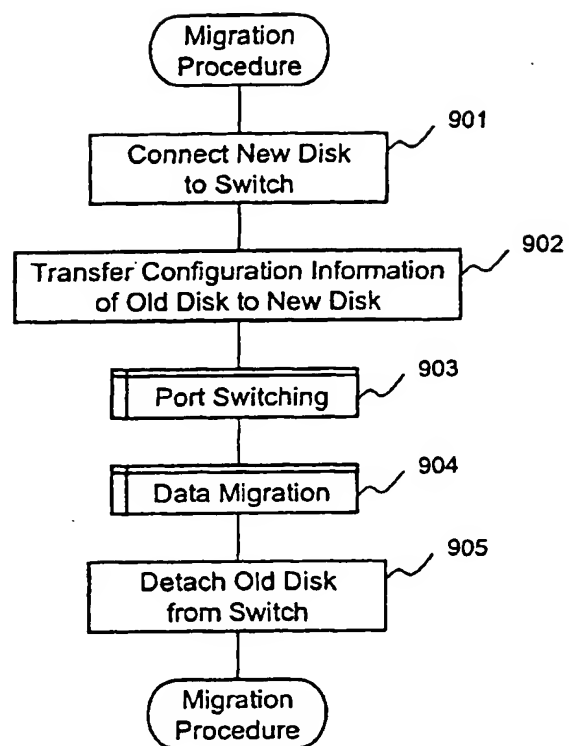 Migration
Procedure
901
Connect New Disk
to Switch
902
Transfer Configuration Information
of Old Disk to New Disk
903
Port Switching
904
Data Migration
905
Detach Old Disk
from Switch
Migration
Procedure